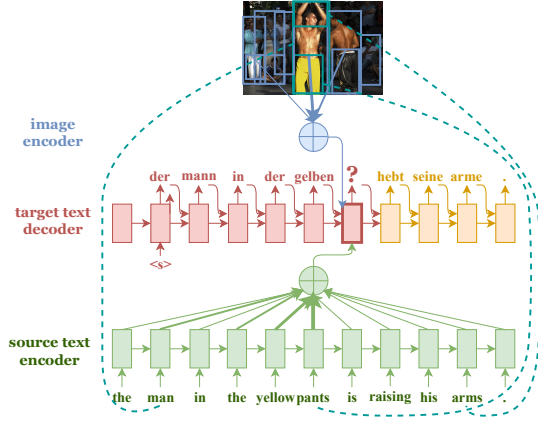 image
encoder
der mann in der gelben ? hebt seine arme .
target text
decoder
<s>
source text
encoder
the man in the yellow pants is raising his arms .